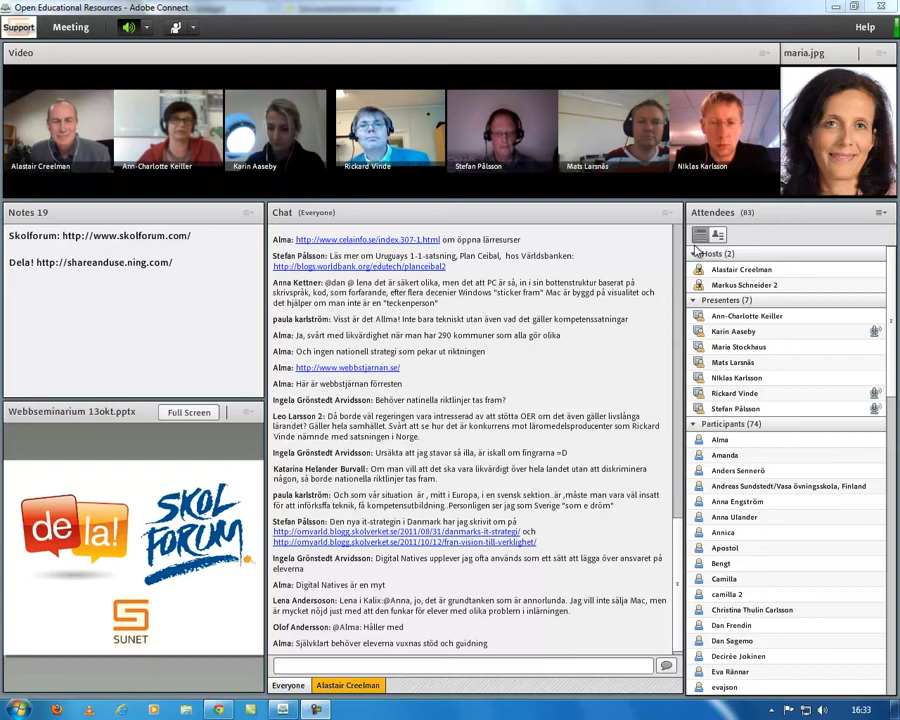 Open Educational Resources - Adobe Connect
Support Meeting Help
Video
maria.jpg
Alastair Creelman
Ann-Charlotte Keiller
Karin Aaseby
Rickard Vinde
Stefan Pålsson
Mats Larsnäs
NIklas Karlsson
Notes 19
Skolforum: http://www.skolforum.com/
Dela! http://shareanduse.ning.com/
Webbseminarium 13okt.pptx
Full Screen
de la!
SKOL
FORUM
SUNET
Chat (Everyone)
Alma: http://www.celainfo.se/index.307-1.html om öppna lärresurser
Stefan Pålsson: Läs mer om Uruguays 1-1-satsning, Plan Ceibal, hos Världsbanken:
http://blogs.worldbank.org/edutech/planceibal2
Anna Kettner: @dan @ lena det är säkert olika, men det att PC är så, in i sin bottenstruktur baserat på
skrivspråk, kod, som forfarande, efter flera decenier Windows "sticker fram" Mac är byggd på visualitet och
det hjälper om man inte är en "teckenperson"
paula karlström: Visst är det Allma! Inte bara tekniskt utan även vad det gäller kompetenssatningar
Alma: Ja, svårt med likvärdighet när man har 290 kommuner som alla gör olika
Alma: Och ingen nationell strategi som pekar ut riktningen
Alma: http://www.webbstjarnan.se/
Alma: Här är webbstjärnan förresten
Ingela Grönstedt Arvidsson: Behöver natinella riktlinjer tas fram?
Leo Larsson 2: Då borde väl regeringen vara intresserad av att stötta OER om det även gäller livslånga
lärandet? Gäller hela samhället. Svårt att se hur det är konkurrens mot läromedelsproducenter som Rickard
Vinde nämnde med satsningen i Norge.
Ingela Grönstedt Arvidsson: Ursäkta att jag stavar så illa, är iskall om fingrarna =D
Katarina Helander Burvall: Om man vill att det ska vara likvärdigt över hela landet utan att diskriminera
någon, så borde nationella riktlinjer tas fram.
paula karlström: Och som vår situation är , mitt i Europa, i en svensk sektion..är ,måste man vara väl insatt
för att införksiffa teknik, få kompetensutbildning..Personligen ser jag som Sverige "som e dröm"
Stefan Pålsson: Den nya it-strategin i Danmark har jag skrivit om på
http://omvarld.blogg.skolverket.se/2011/08/31/danmarks-it-strategi/ och
http://omvarld.blogg.skolverket.se/2011/10/12/fran-vision-till-verklighet/
Ingela Grönstedt Arvidsson: Digital Natives upplever jag ofta används som ett sätt att lägga över ansvaret på
eleverna
Alma: Digital Natives är en myt
Lena Andersoson: Lena i Kalix:@Anna, jo, det är grundtanken som är annorlunda. Jag vill inte sälja Mac, men
är mycket nöjd just med att den funkar för elever med olika problem i inlärningen.
Olof Andersson: @Alma: Håller med
Alma: Självklart behöver eleverna vuxnas stöd och guidning
Everyone
Alastair Creelman
Attendees (83)
Hosts (2)
Alastair Creelman
Markus Schneider 2
Presenters (7)
Ann-Charlotte Keiller
Karin Aaseby
Maria Stockhaus
Mats Larsnäs
NIklas Karlsson
Rickard Vinde
Stefan Pålsson
Participants (74)
Alma
Amanda
Anders Sennerö
Andreas Sundstedt/Vasa övningsskola, Finland
Anna Engström
Anna Ulander
Annica
Apostol
Bengt
Camilla
camilla 2
Christina Thulin Carlsson
Dan Frendin
Dan Sagemo
Decirèe Jokinen
Eva Rännar
evajson
16:33